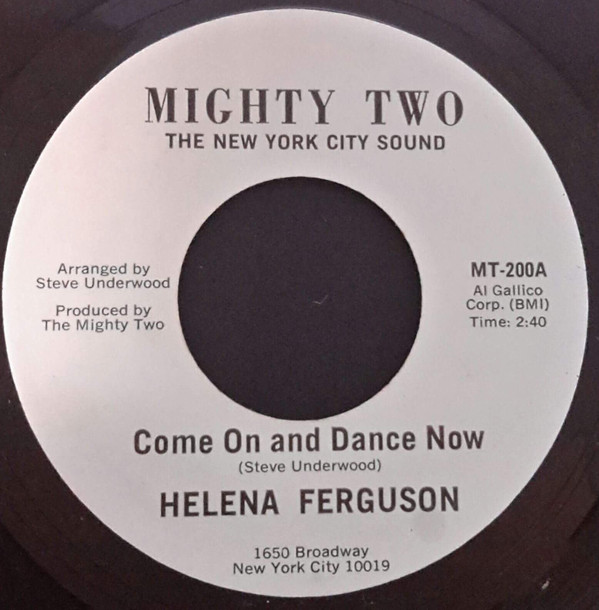 MIGHTY TWO
THE NEW YORK CITY SOUND
Arranged by
Steve Underwood
Produced by
The Mighty Two
MT-200A
Al Gallico
Corp. (BMI)
Time: 2:40
Come On and Dance Now
(Steve Underwood)
HELENA FERGUSON
1650 Broadway
New York City 10019